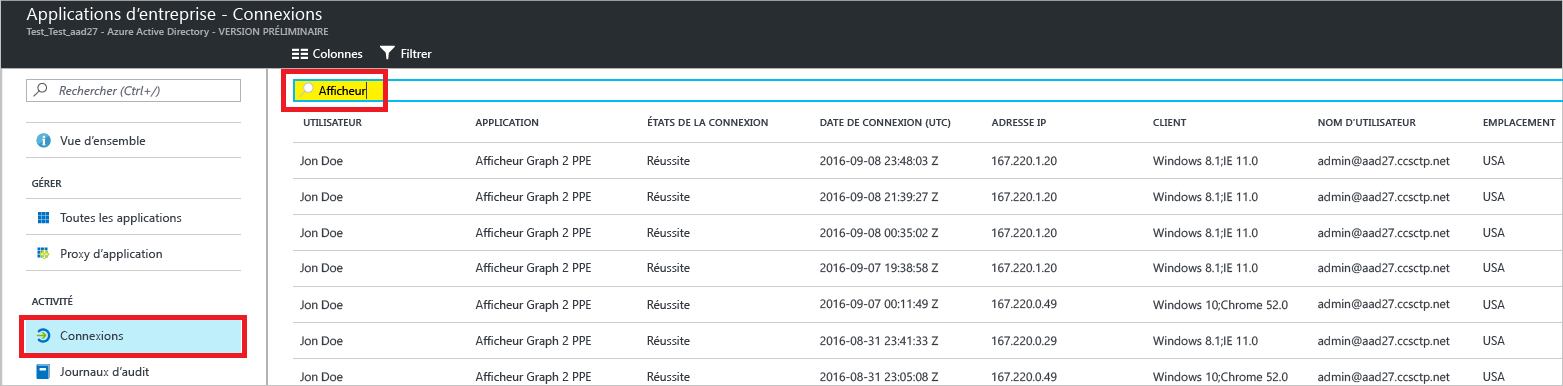 Applications d’entreprise - Connexions
Test_Test_aad27 - Azure Active Directory - VERSION PRÉLIMINAIRE
Colonnes Filtrer
Rechercher (Ctrl+/)
Vue d’ensemble
GÉRER
Toutes les applications
Proxy d’application
ACTIVITÉ
Connexions
Journaux d’audit
Afficheur
UTILISATEUR APPLICATION ÉTATS DE LA CONNEXION DATE DE CONNEXION (UTC) ADRESSE IP CLIENT NOM D’UTILISATEUR EMPLACEMENT
Jon Doe Afficheur Graph 2 PPE Réussite 2016-09-08 23:48:03 Z 167.220.1.20 Windows 8.1;IE 11.0 admin@aad27.ccsctp.net USA
Jon Doe Afficheur Graph 2 PPE Réussite 2016-09-08 21:39:27 Z 167.220.1.20 Windows 8.1;IE 11.0 admin@aad27.ccsctp.net USA
Jon Doe Afficheur Graph 2 PPE Réussite 2016-09-08 00:35:02 Z 167.220.1.20 Windows 8.1;IE 11.0 admin@aad27.ccsctp.net USA
Jon Doe Afficheur Graph 2 PPE Réussite 2016-09-07 19:38:58 Z 167.220.1.20 Windows 8.1;IE 11.0 admin@aad27.ccsctp.net USA
Jon Doe Afficheur Graph 2 PPE Réussite 2016-09-07 00:11:49 Z 167.220.0.49 Windows 10;Chrome 52.0 admin@aad27.ccsctp.net USA
Jon Doe Afficheur Graph 2 PPE Réussite 2016-08-31 23:41:33 Z 167.220.0.29 Windows 8.1;IE 11.0 admin@aad27.ccsctp.net USA
Jon Doe Afficheur Graph 2 PPE Réussite 2016-08-31 23:05:08 Z 167.220.0.49 Windows 8.1;IE 11.0 admin@aad27.ccsctp.net USA